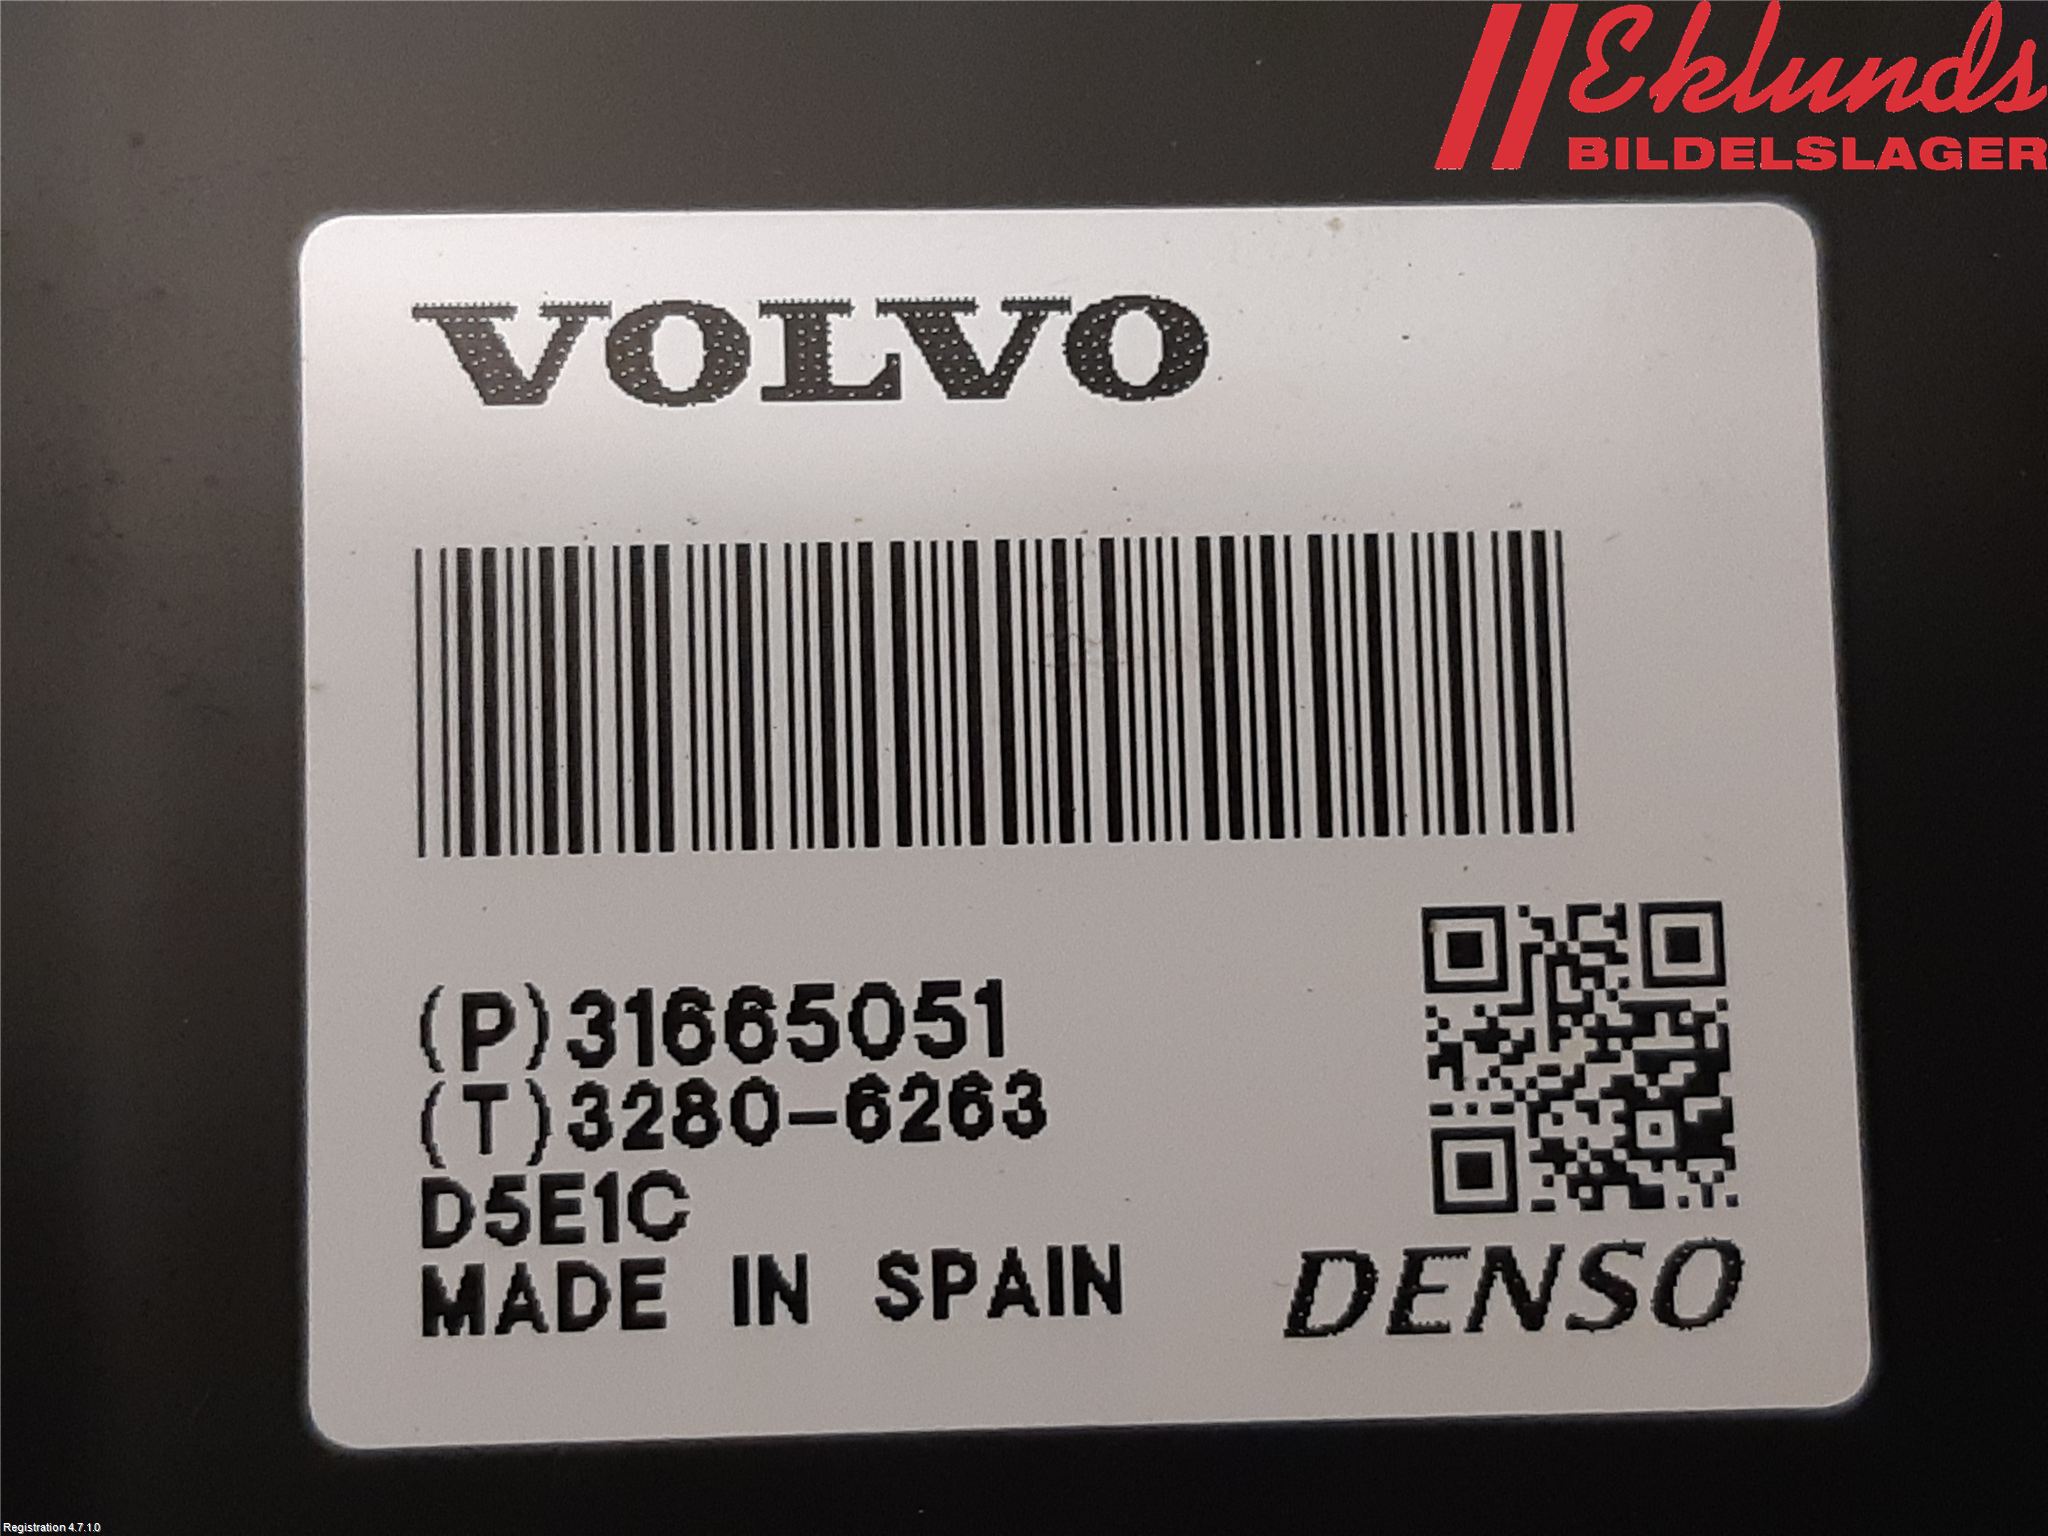 Eklunds
BILDELSLAGER
VOLVO
(P)31665051
(T)3280-6263
D5E1C
MADE IN SPAIN
DENSO
Registration 4.7.1.0